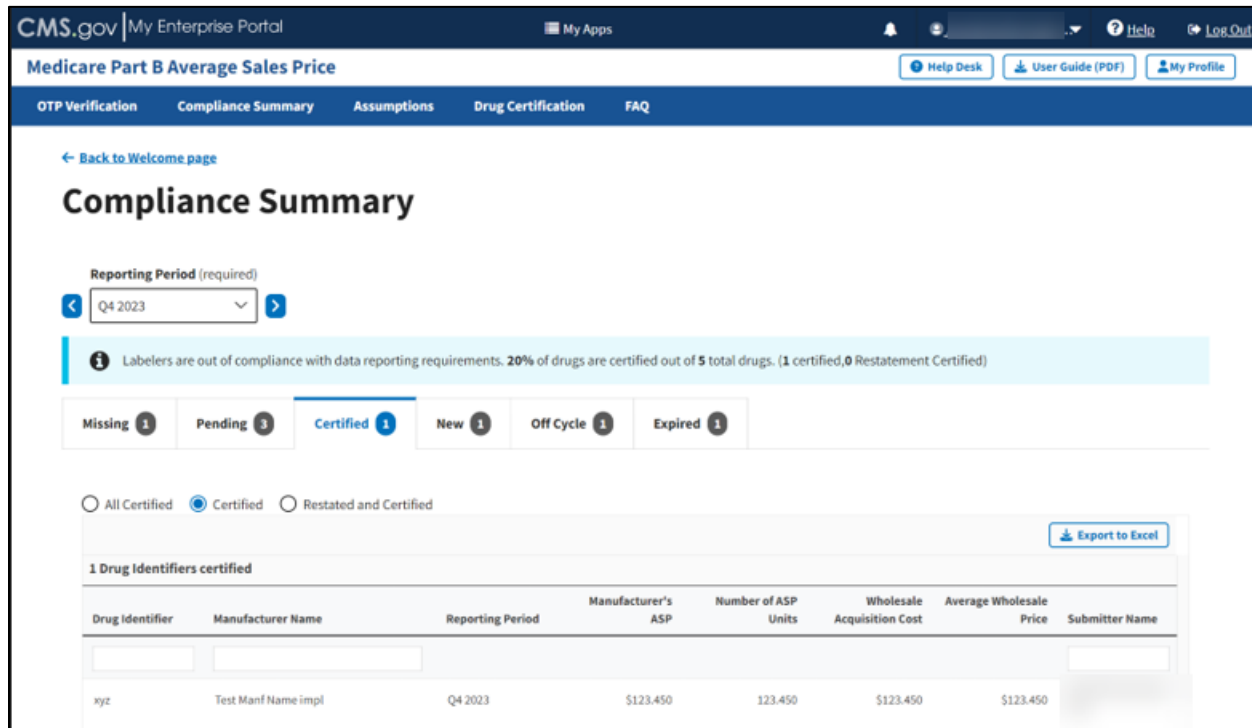 CMS.gov My Enterprise Portal My Apps Help Log Out
Medicare Part B Average Sales Price Help Desk User Guide (PDF) My Profile
OTP Verification Compliance Summary Assumptions Drug Certification FAQ
Back to Welcome page
Compliance Summary
Reporting Period (required)
Q4 2023
Labelers are out of compliance with data reporting requirements. 20% of drugs are certified out of 5 total drugs. (1 certified,0 Restatement Certified)
Missing 1 Pending 3 Certified 1 New 1 Off Cycle 1 Expired 1
All Certified Certified Restated and Certified
Export to Excel
1 Drug Identifiers certified
Drug Identifier Manufacturer Name Reporting Period Manufacturer's ASP Number of ASP Units Wholesale Acquisition Cost Average Wholesale Price Submitter Name
xyz Test Manf Name impl Q4 2023 $123.450 123.450 $123.450 $123.450